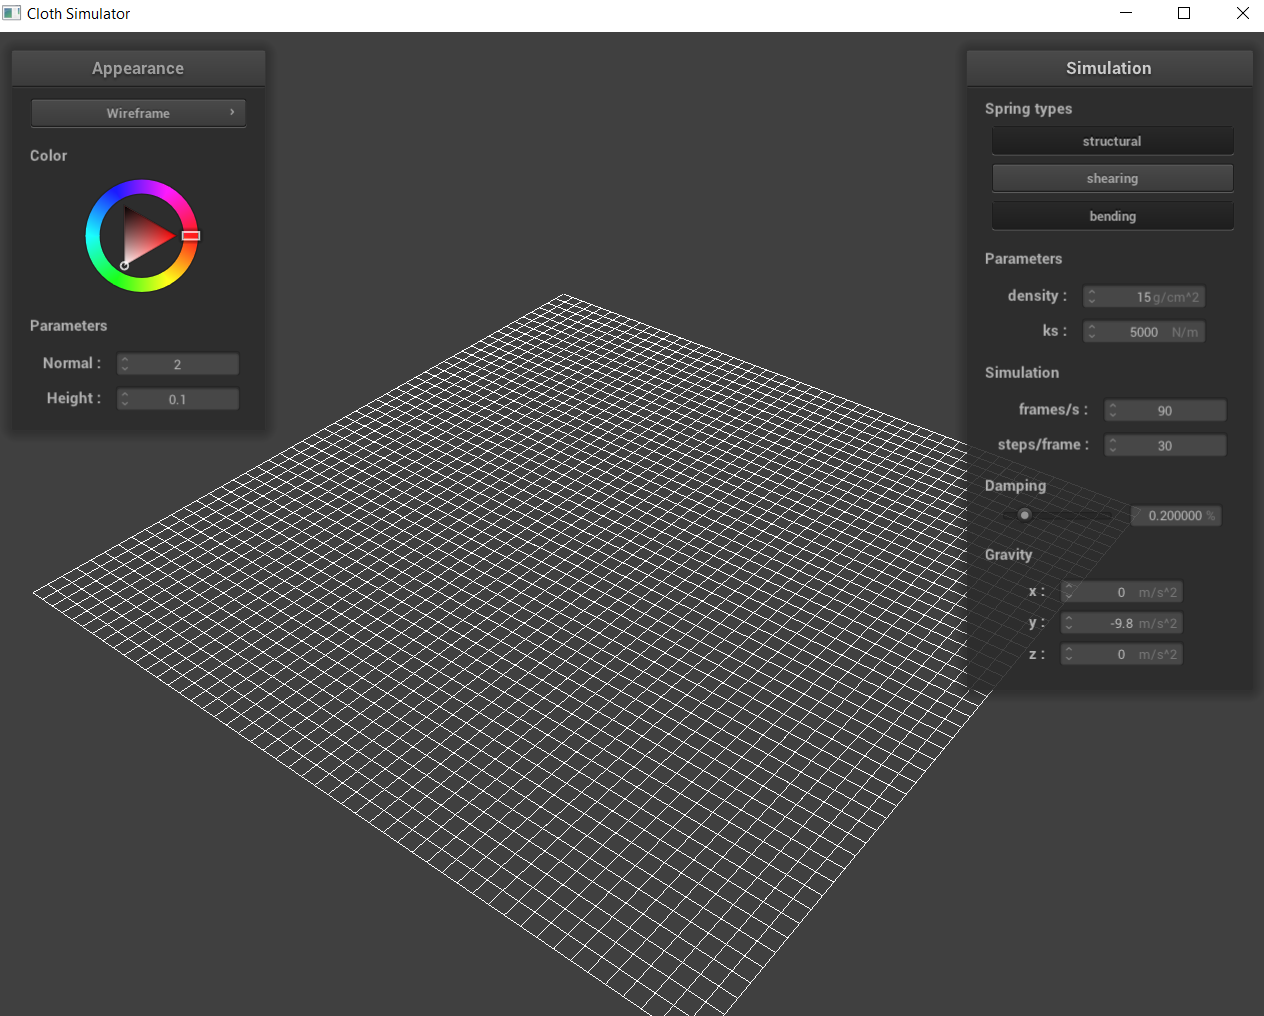 Cloth Simulator
Appearance
Wireframe
Color
Parameters
Normal : 2
Height : 0.1
Simulation
Spring types
structural
shearing
bending
Parameters
density : 15 g/cm^2
ks : 5000 N/m
Simulation
frames/s : 90
steps/frame : 30
Damping
0.200000 %
Gravity
x : 0 m/s^2
y : -9.8 m/s^2
z : 0 m/s^2